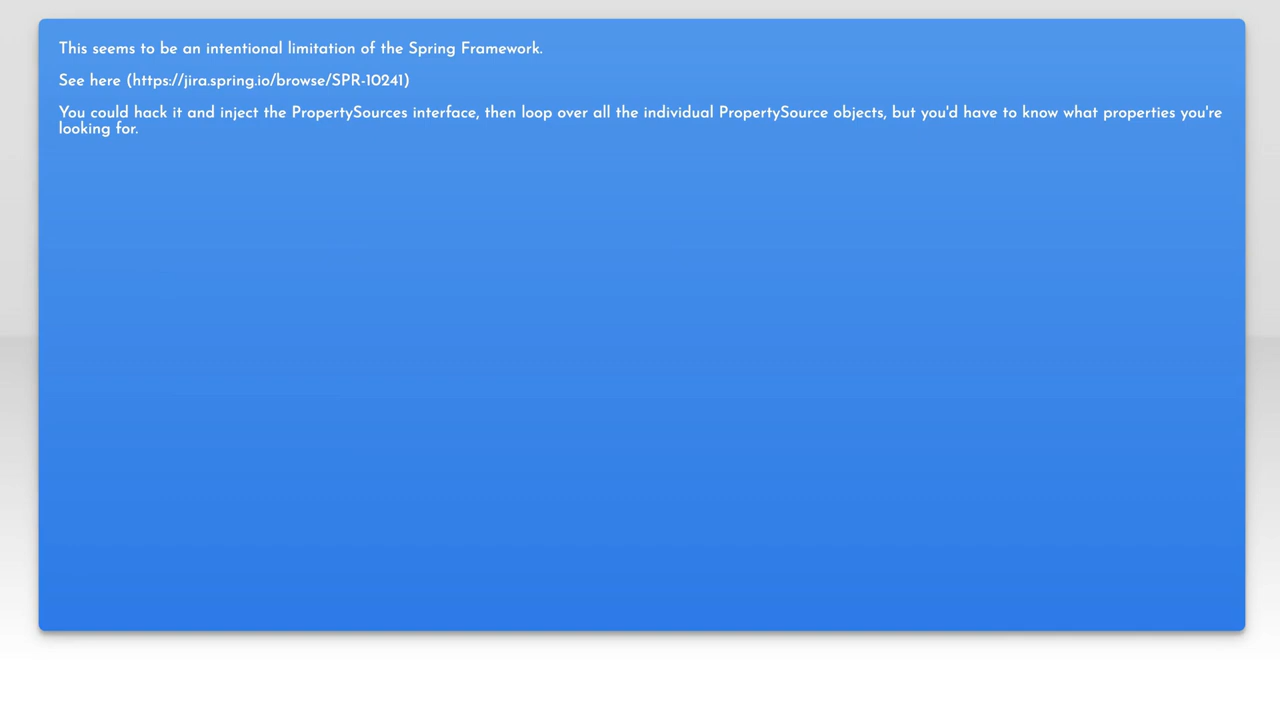 This seems to be an intentional limitation of the Spring Framework.
See here (https://jira.spring.io/browse/SPR-10241)
You could hack it and inject the PropertySources interface, then loop over all the individual PropertySource objects, but you'd have to know what properties you're
looking for.